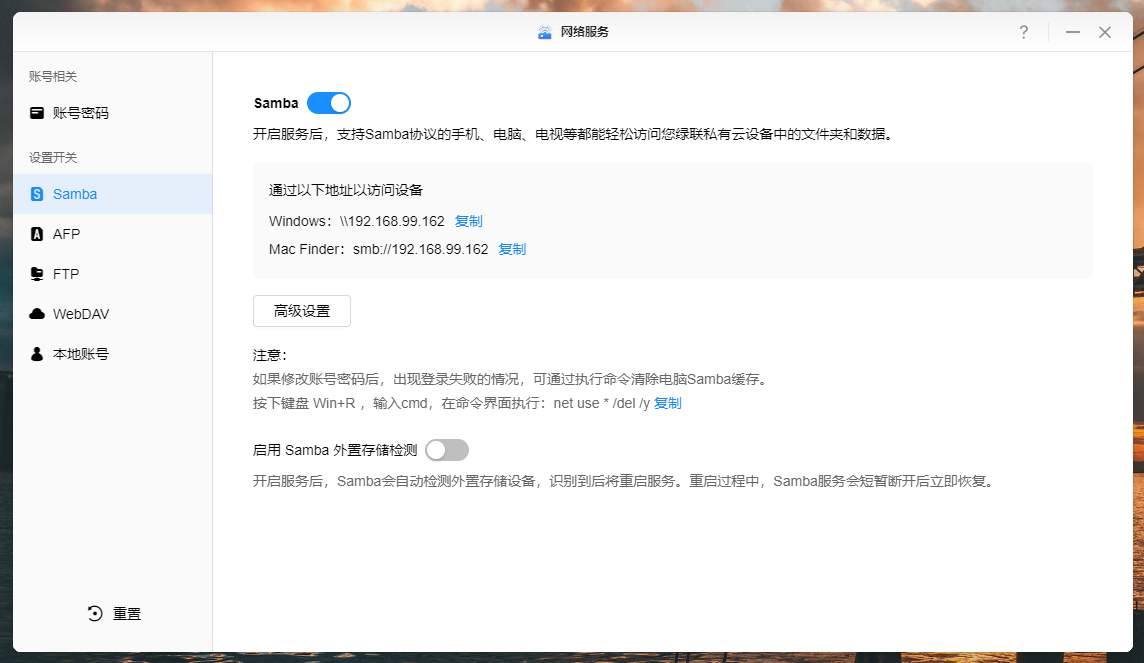 网络服务
账号相关
账号密码
设置开关
Samba
AFP
FTP
WebDAV
本地账号
重置
Samba
开启服务后，支持Samba协议的手机、电脑、电视等都能轻松访问您绿联私有云设备中的文件夹和数据。
通过以下地址以访问设备
Windows：\\192.168.99.162 复制
Mac Finder：smb://192.168.99.162 复制
高级设置
注意：
如果修改账号密码后，出现登录失败的情况，可通过执行命令清除电脑Samba缓存。
按下键盘 Win+R ，输入cmd，在命令界面执行：net use * /del /y 复制
启用 Samba 外置存储检测
开启服务后，Samba会自动检测外置存储设备，识别到后将重启服务。重启过程中，Samba服务会短暂断开后立即恢复。